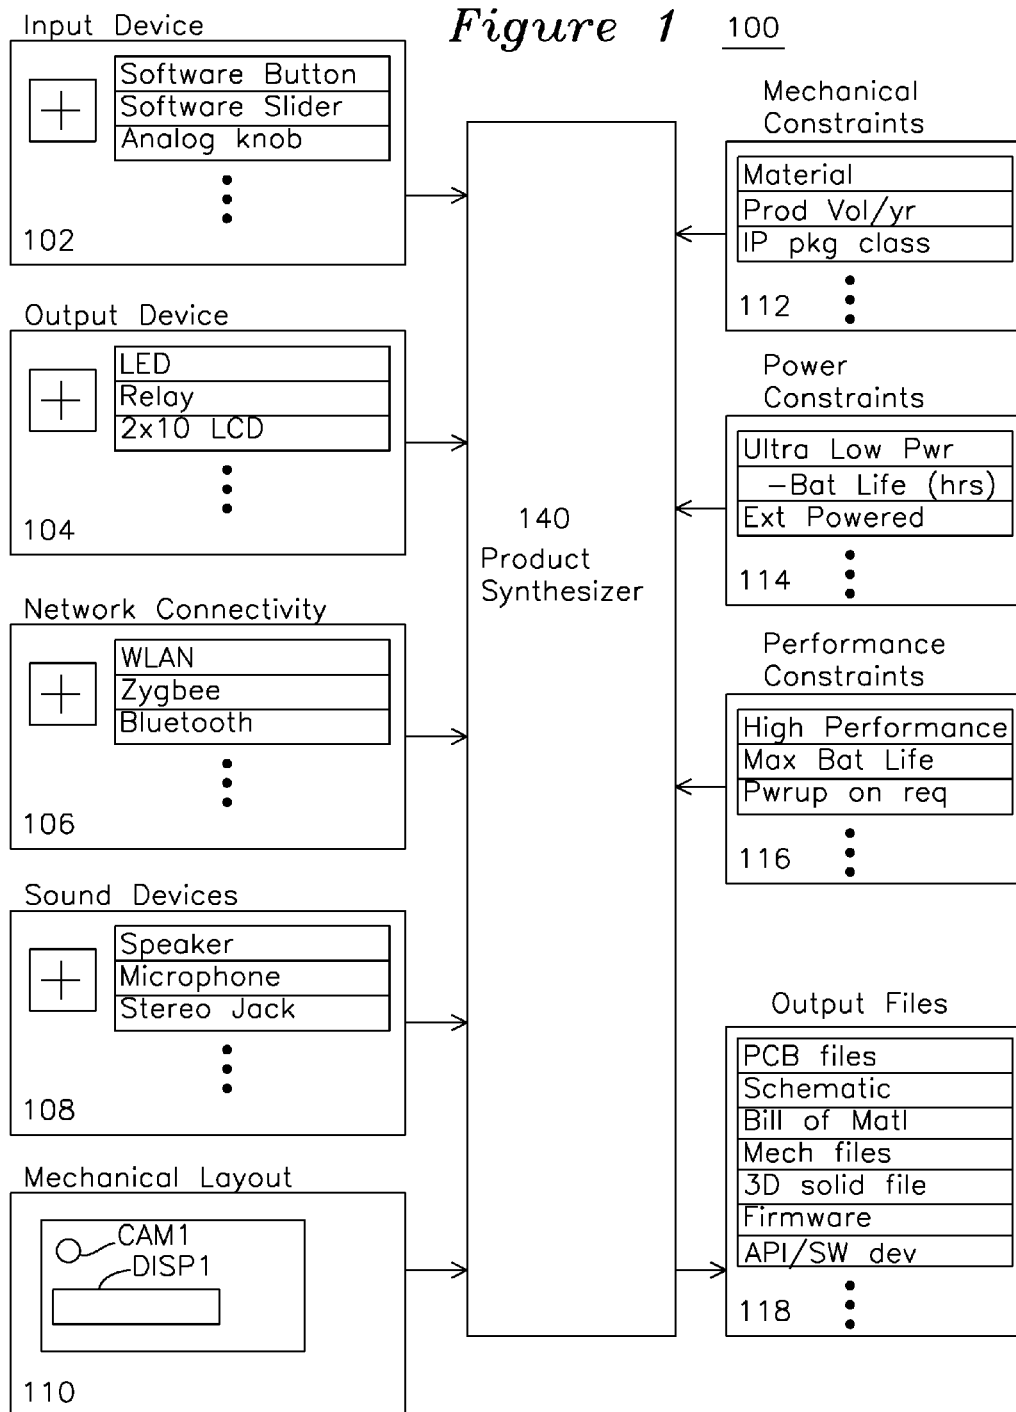 Figure 1 100
Input Device
Software Button
Software Slider
Analog knob
102
Output Device
LED
Relay
2x10 LCD
104
Network Connectivity
WLAN
Zygbee
Bluetooth
106
Sound Devices
Speaker
Microphone
Stereo Jack
108
Mechanical Layout
CAM1
DISP1
110
140
Product
Synthesizer
Mechanical
Constraints
Material
Prod Vol/yr
IP pkg class
112
Power
Constraints
Ultra Low Pwr
-Bat Life (hrs)
Ext Powered
114
Performance
Constraints
High Performance
Max Bat Life
Pwrup on req
116
Output Files
PCB files
Schematic
Bill of Matl
Mech files
3D solid file
Firmware
API/SW dev
118